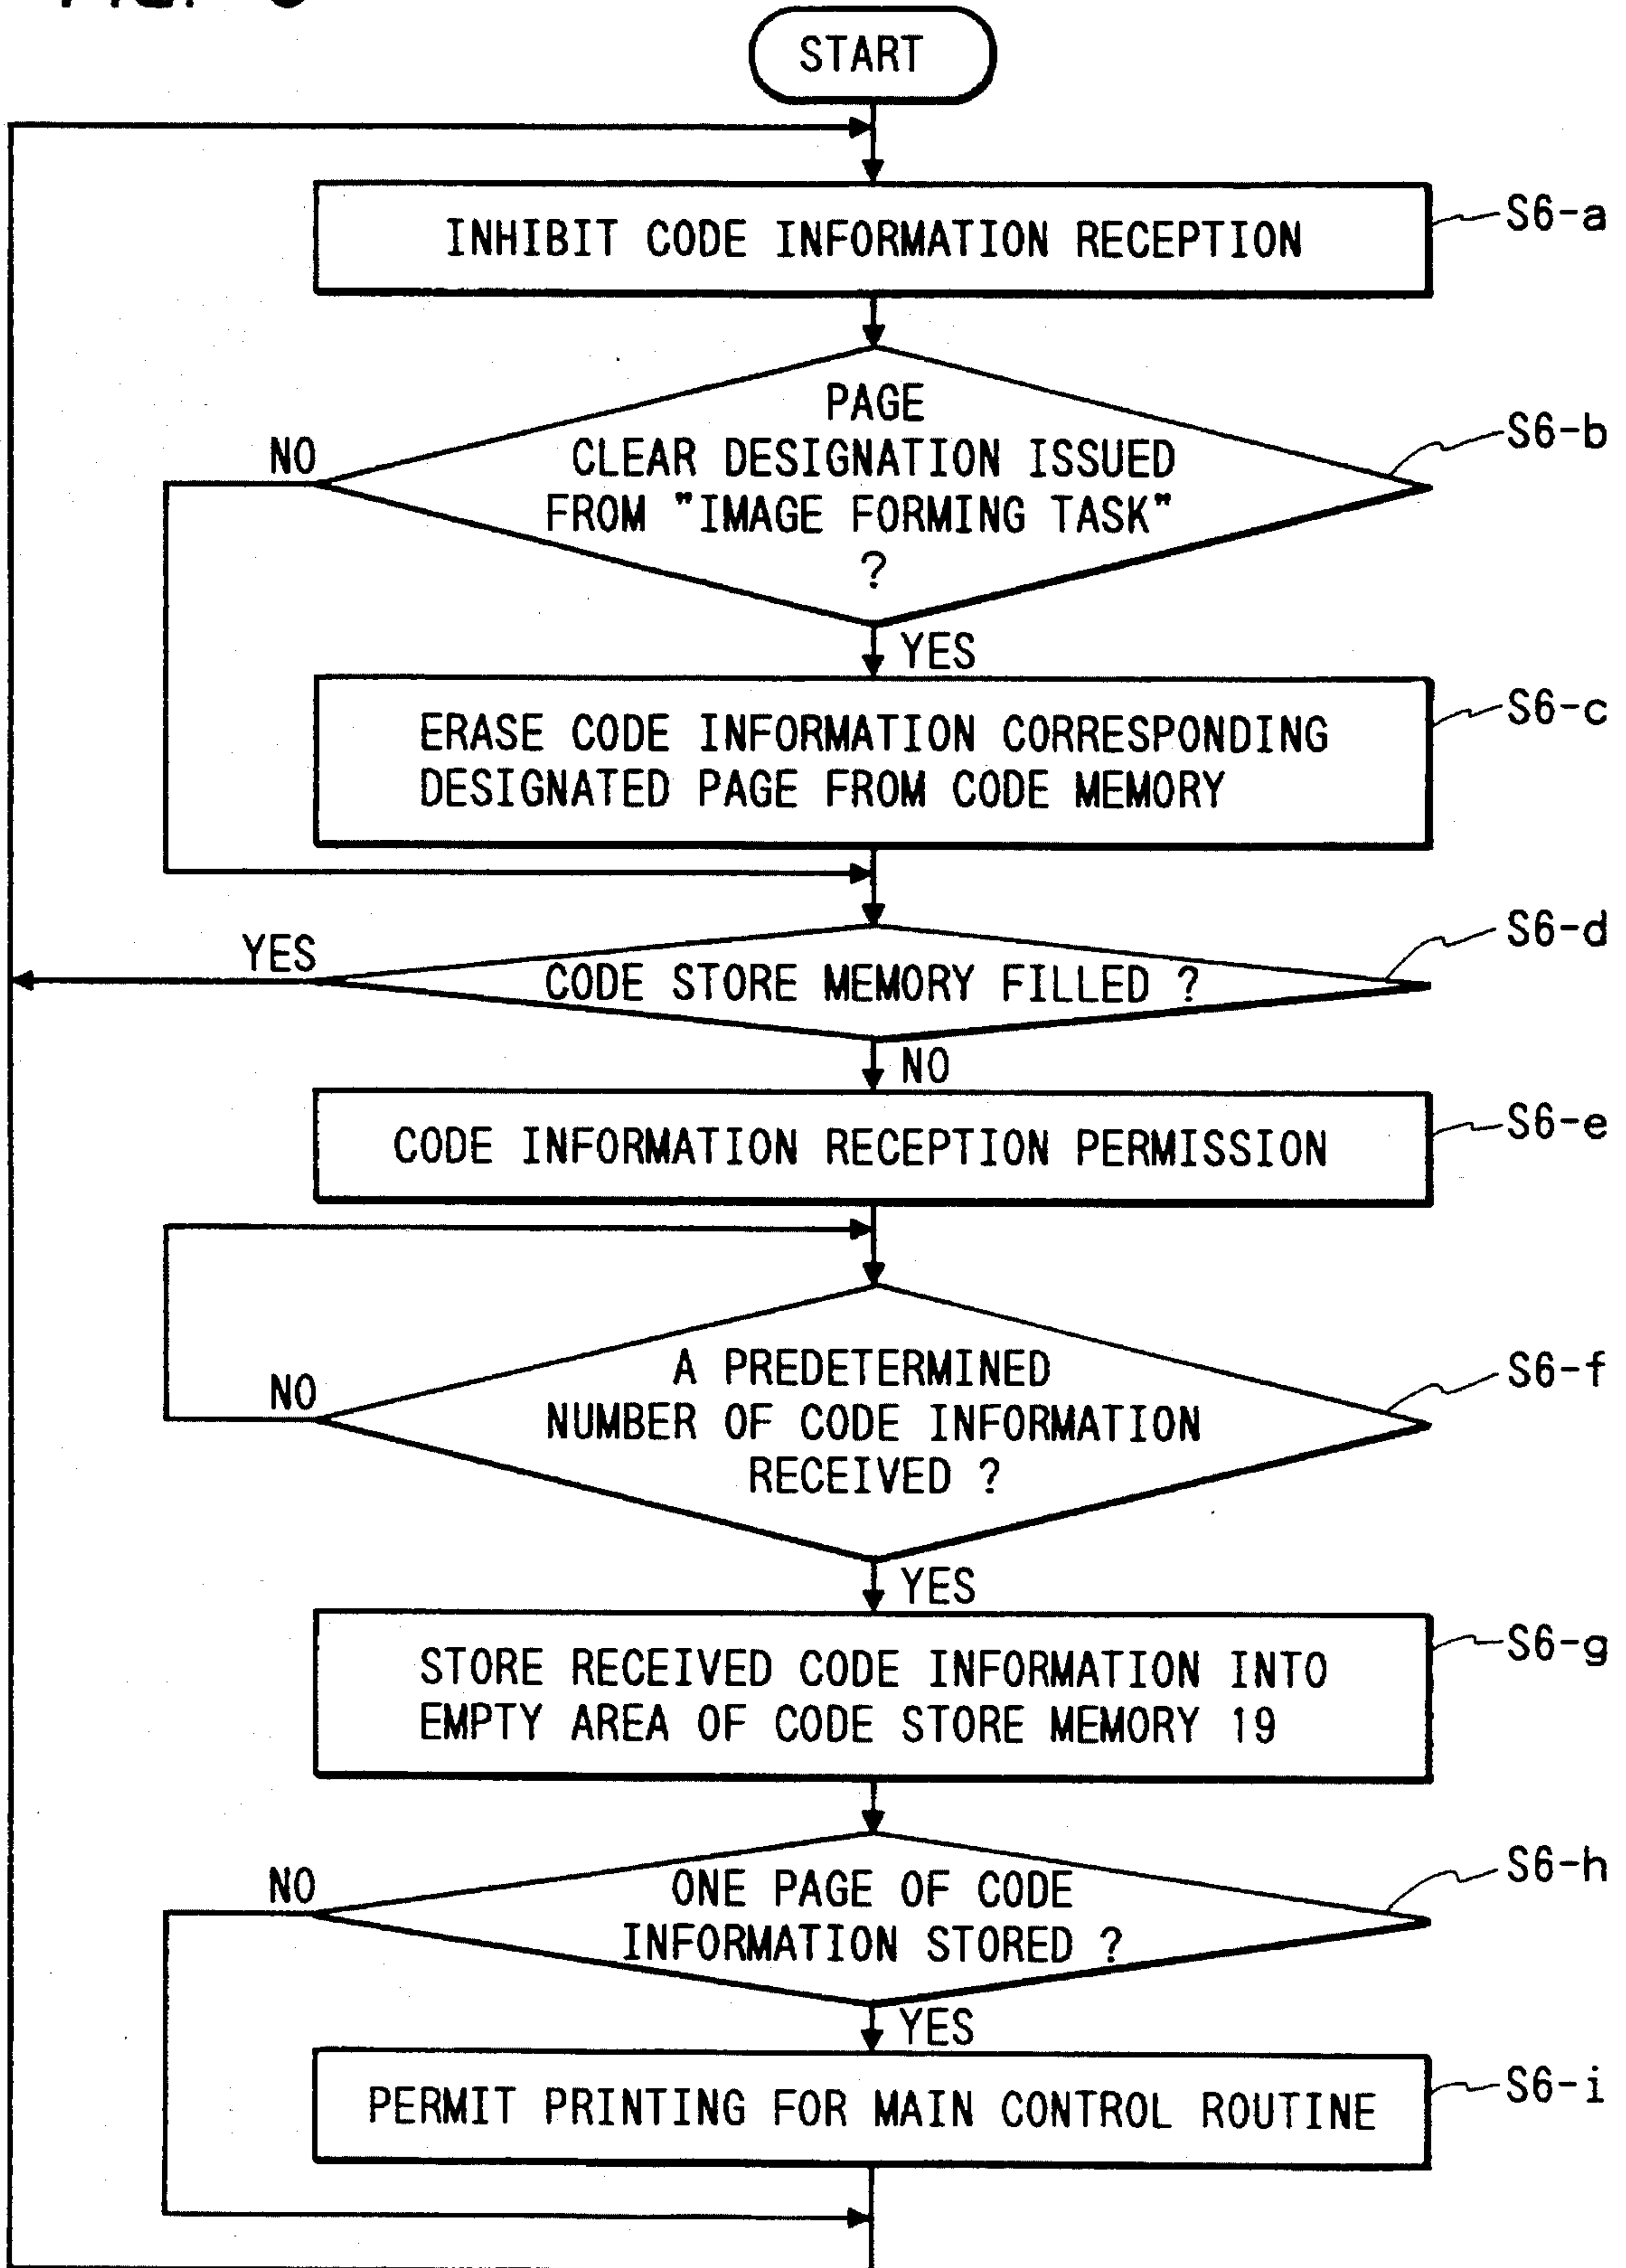 START
INHIBIT CODE INFORMATION RECEPTION
S6-a
PAGE
CLEAR DESIGNATION ISSUED
FROM "IMAGE FORMING TASK"
?
S6-b
NO
YES
ERASE CODE INFORMATION CORRESPONDING
DESIGNATED PAGE FROM CODE MEMORY
S6-c
YES
CODE STORE MEMORY FILLED ?
S6-d
NO
CODE INFORMATION RECEPTION PERMISSION
S6-e
A PREDETERMINED
NUMBER OF CODE INFORMATION
RECEIVED ?
S6-f
NO
YES
STORE RECEIVED CODE INFORMATION INTO
EMPTY AREA OF CODE STORE MEMORY 19
S6-g
NO
ONE PAGE OF CODE
INFORMATION STORED ?
S6-h
YES
PERMIT PRINTING FOR MAIN CONTROL ROUTINE
S6-i